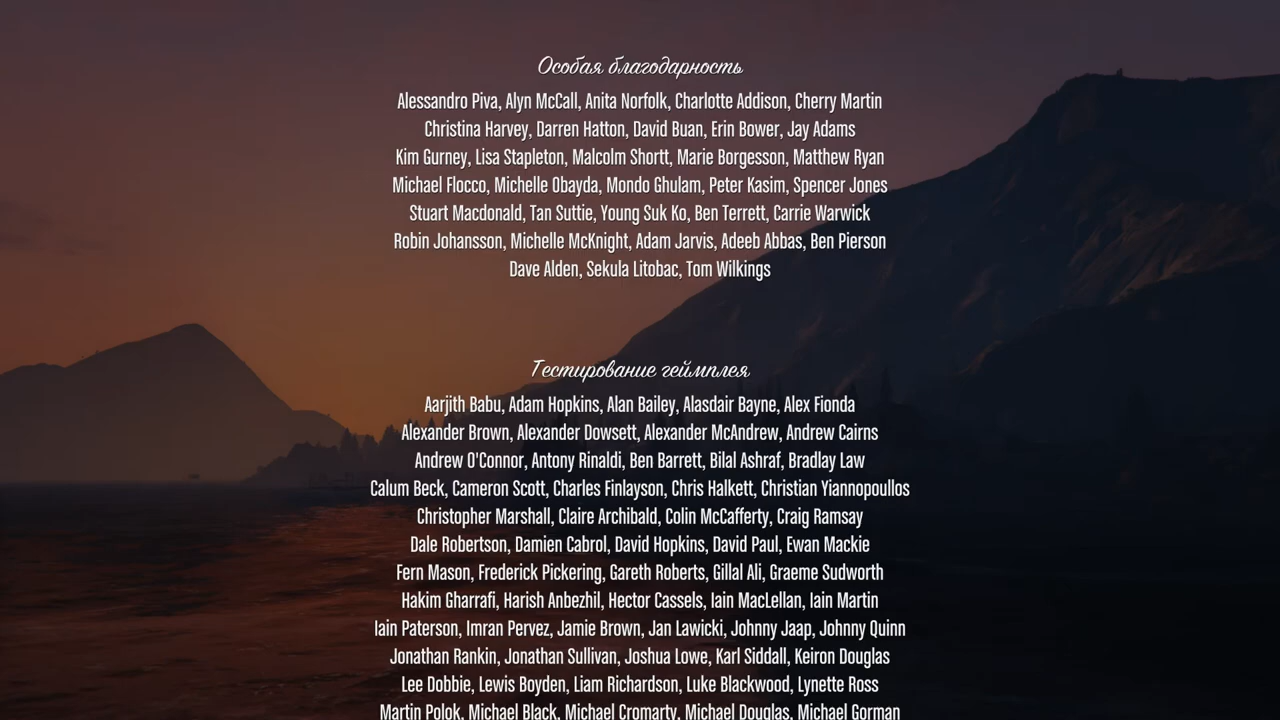 Особая благодарность
Alessandro Piva, Alyn McCall, Anita Norfolk, Charlotte Addison, Cherry Martin
Christina Harvey, Darren Hatton, David Buan, Erin Bower, Jay Adams
Kim Gurney, Lisa Stapleton, Malcolm Shortt, Marie Borgesson, Matthew Ryan
Michael Flocco, Michelle Obayda, Mondo Ghulam, Peter Kasim, Spencer Jones
Stuart Macdonald, Tan Suttie, Young Suk Ko, Ben Terrett, Carrie Warwick
Robin Johansson, Michelle McKnight, Adam Jarvis, Adeeb Abbas, Ben Pierson
Dave Alden, Sekula Litobac, Tom Wilkings
Тестирование геймплея
Aarjith Babu, Adam Hopkins, Alan Bailey, Alasdair Bayne, Alex Fionda
Alexander Brown, Alexander Dowsett, Alexander McAndrew, Andrew Cairns
Andrew O'Connor, Antony Rinaldi, Ben Barrett, Bilal Ashraf, Bradlay Law
Calum Beck, Cameron Scott, Charles Finlayson, Chris Halkett, Christian Yiannopoullos
Christopher Marshall, Claire Archibald, Colin McCafferty, Craig Ramsay
Dale Robertson, Damien Cabrol, David Hopkins, David Paul, Ewan Mackie
Fern Mason, Frederick Pickering, Gareth Roberts, Gillal Ali, Graeme Sudworth
Hakim Gharrafi, Harish Anbezhil, Hector Cassels, Iain MacLellan, Iain Martin
Iain Paterson, Imran Pervez, Jamie Brown, Jan Lawicki, Johnny Jaap, Johnny Quinn
Jonathan Rankin, Jonathan Sullivan, Joshua Lowe, Karl Siddall, Keiron Douglas
Lee Dobbie, Lewis Boyden, Liam Richardson, Luke Blackwood, Lynette Ross
Martin Polok, Michael Black, Michael Cromarty, Michael Douglas, Michael Gorman